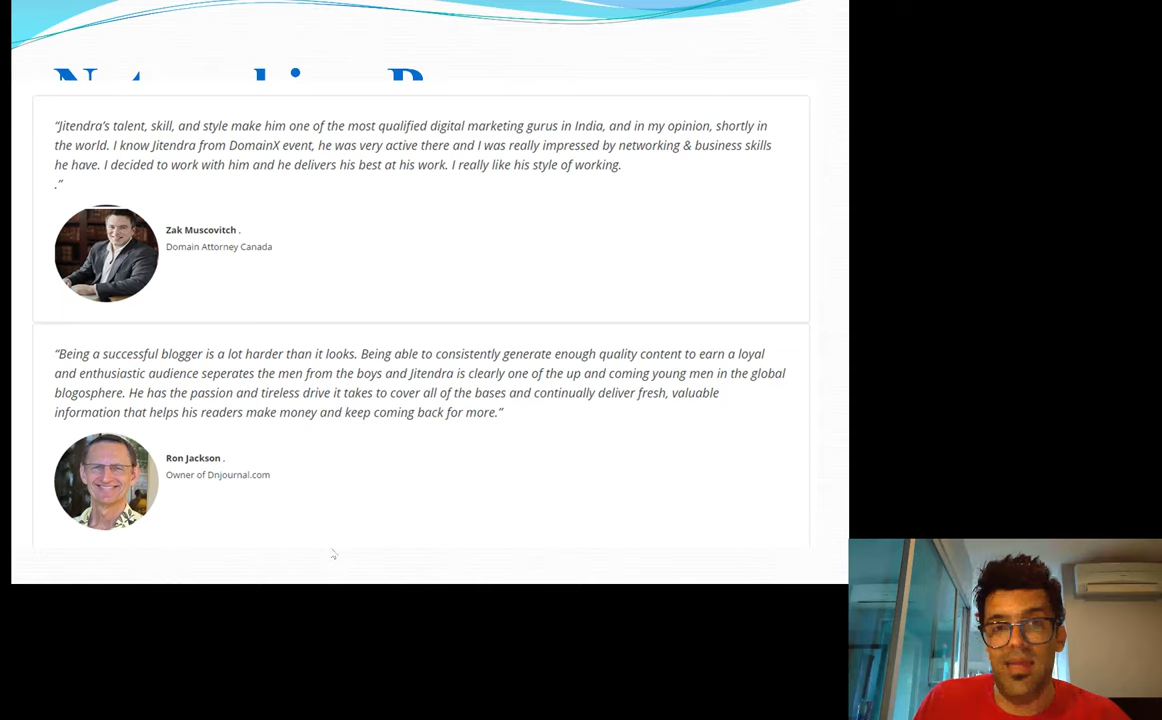 “Jitendra’s talent, skill, and style make him one of the most qualified digital marketing gurus in India, and in my opinion, shortly in
the world. I know Jitendra from DomainX event, he was very active there and I was really impressed by networking & business skills
he have. I decided to work with him and he delivers his best at his work. I really like his style of working.
.”
Zak Muscovitch .
Domain Attorney Canada
“Being a successful blogger is a lot harder than it looks. Being able to consistently generate enough quality content to earn a loyal
and enthusiastic audience seperates the men from the boys and Jitendra is clearly one of the up and coming young men in the global
blogosphere. He has the passion and tireless drive it takes to cover all of the bases and continually deliver fresh, valuable
information that helps his readers make money and keep coming back for more.”
Ron Jackson .
Owner of Dnjournal.com